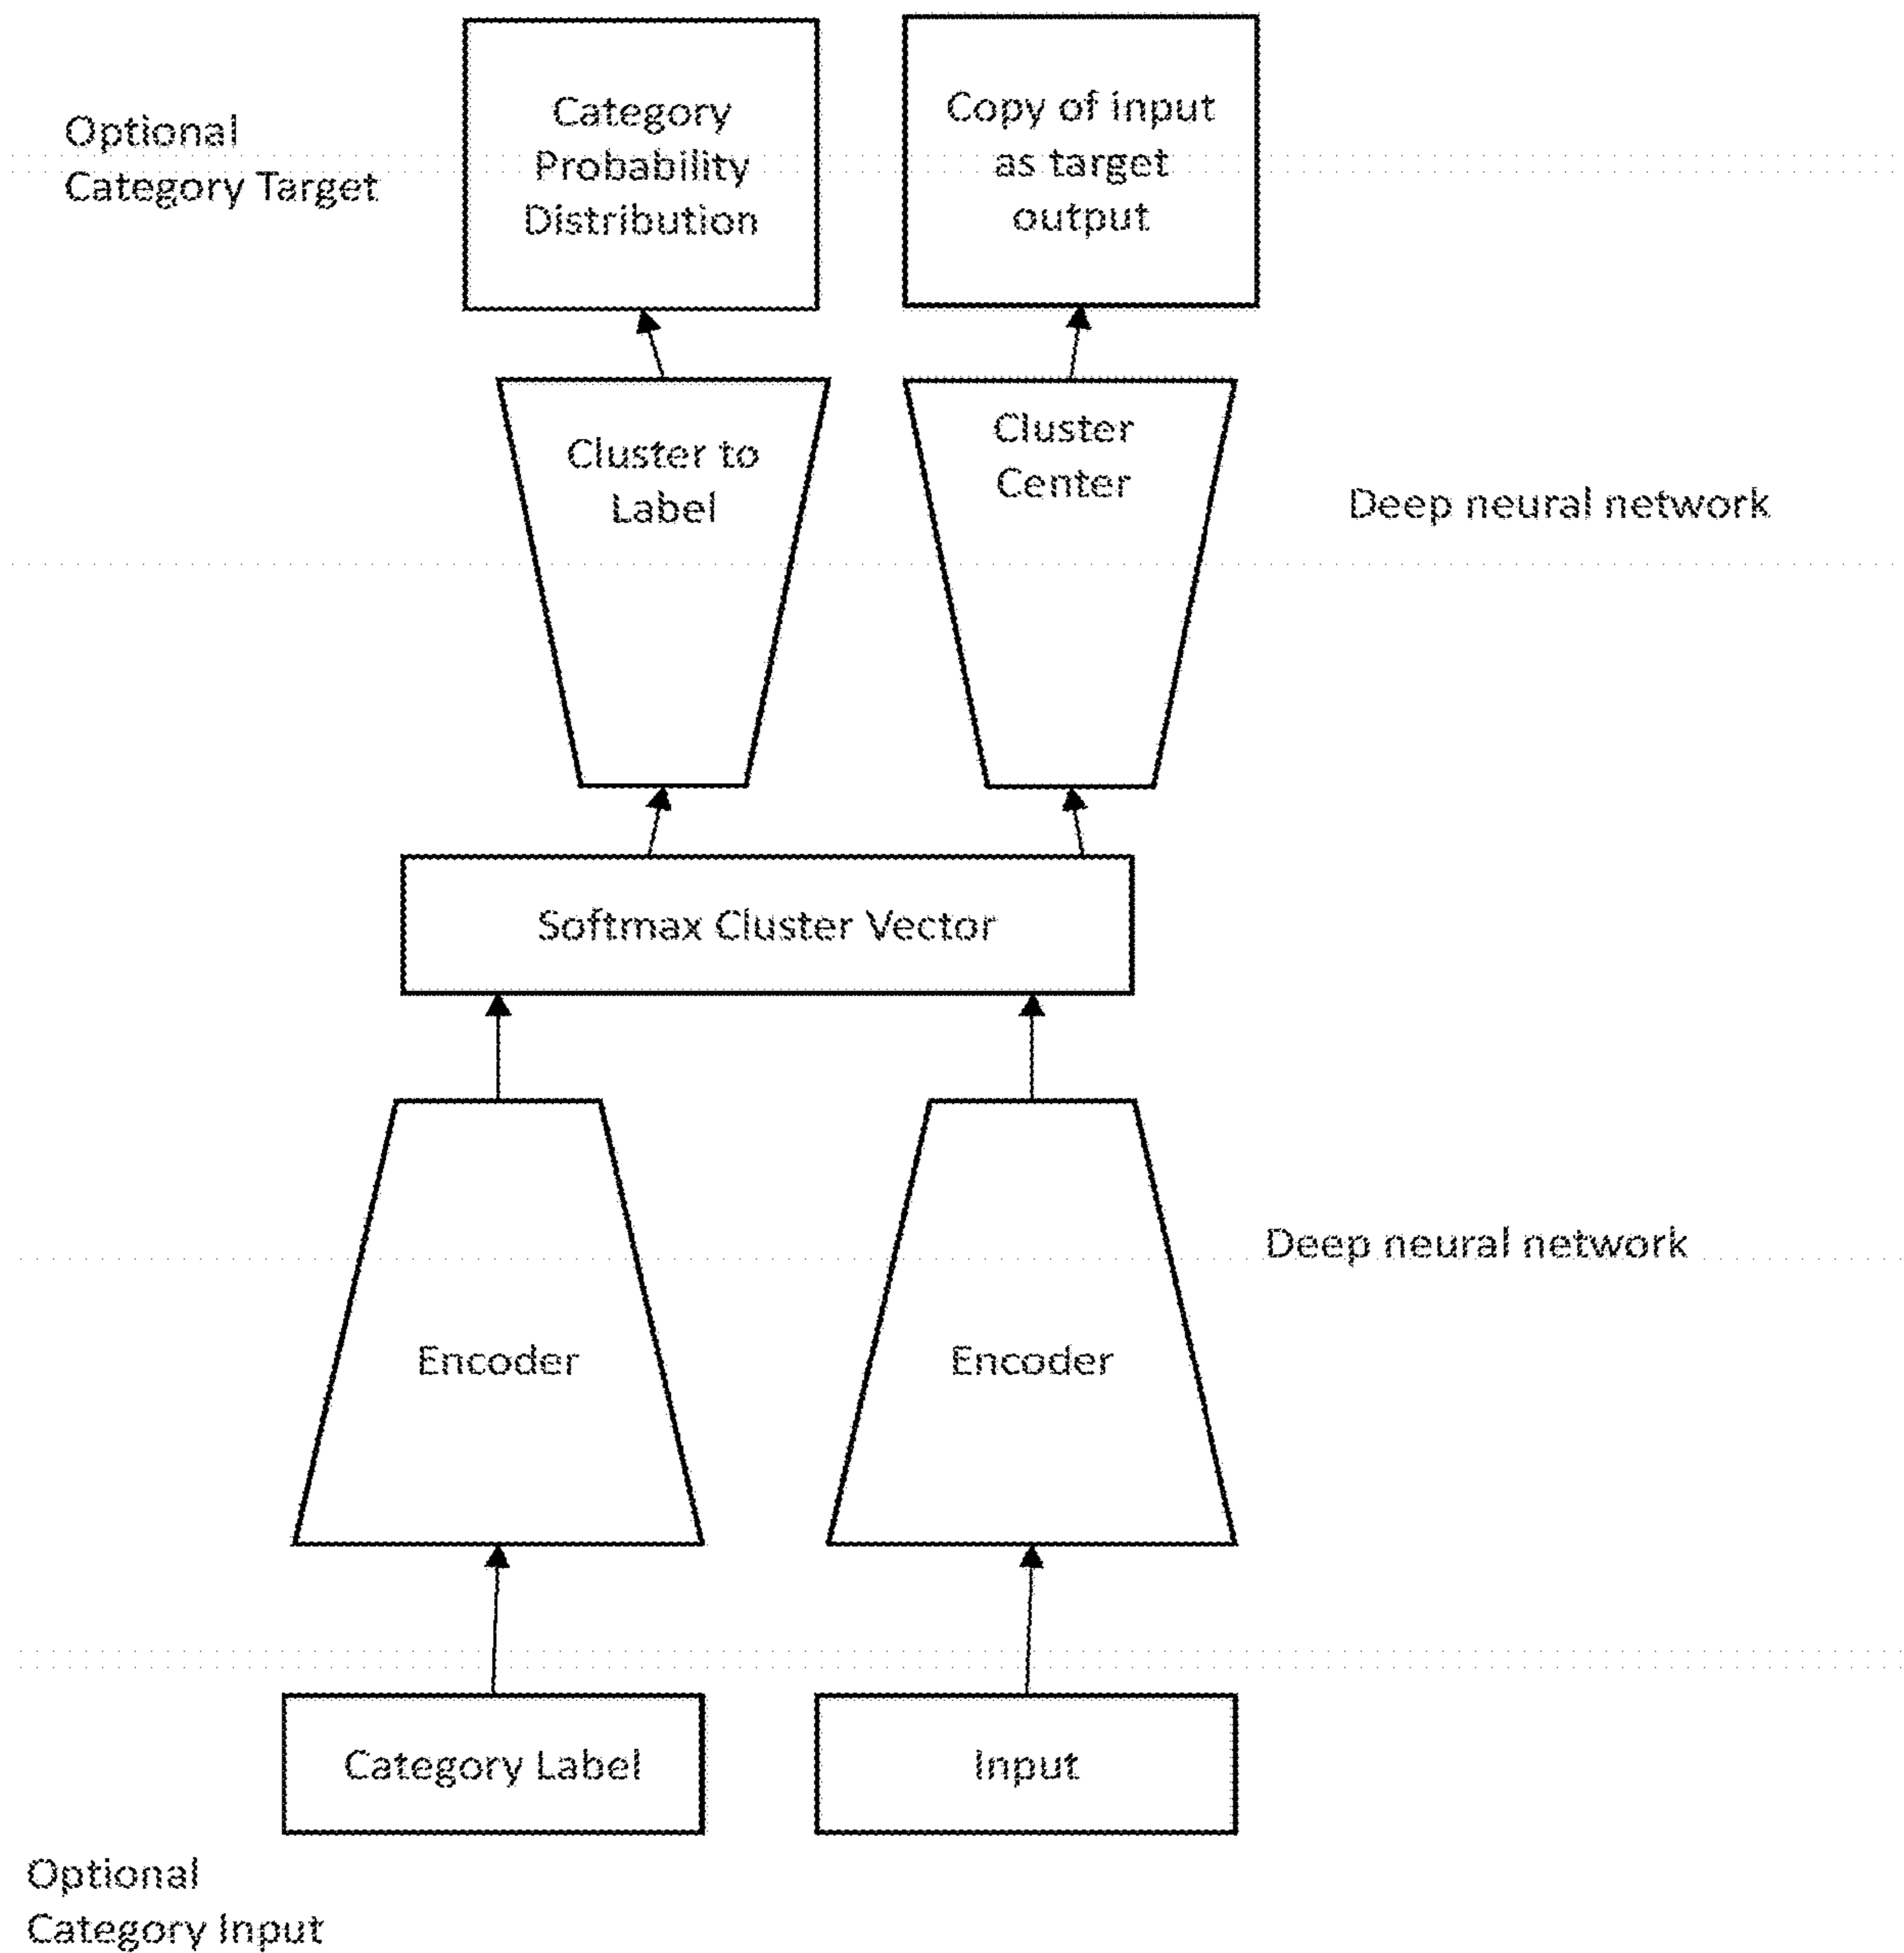 Optional
Category Target
Category
Probability
Distribution
Copy of input
as target
output
Cluster to
Label
Cluster
Center
Deep neural network
Softmax Cluster Vector
Deep neural network
Encoder
Encoder
Category Label
Input
Optional
Category Input